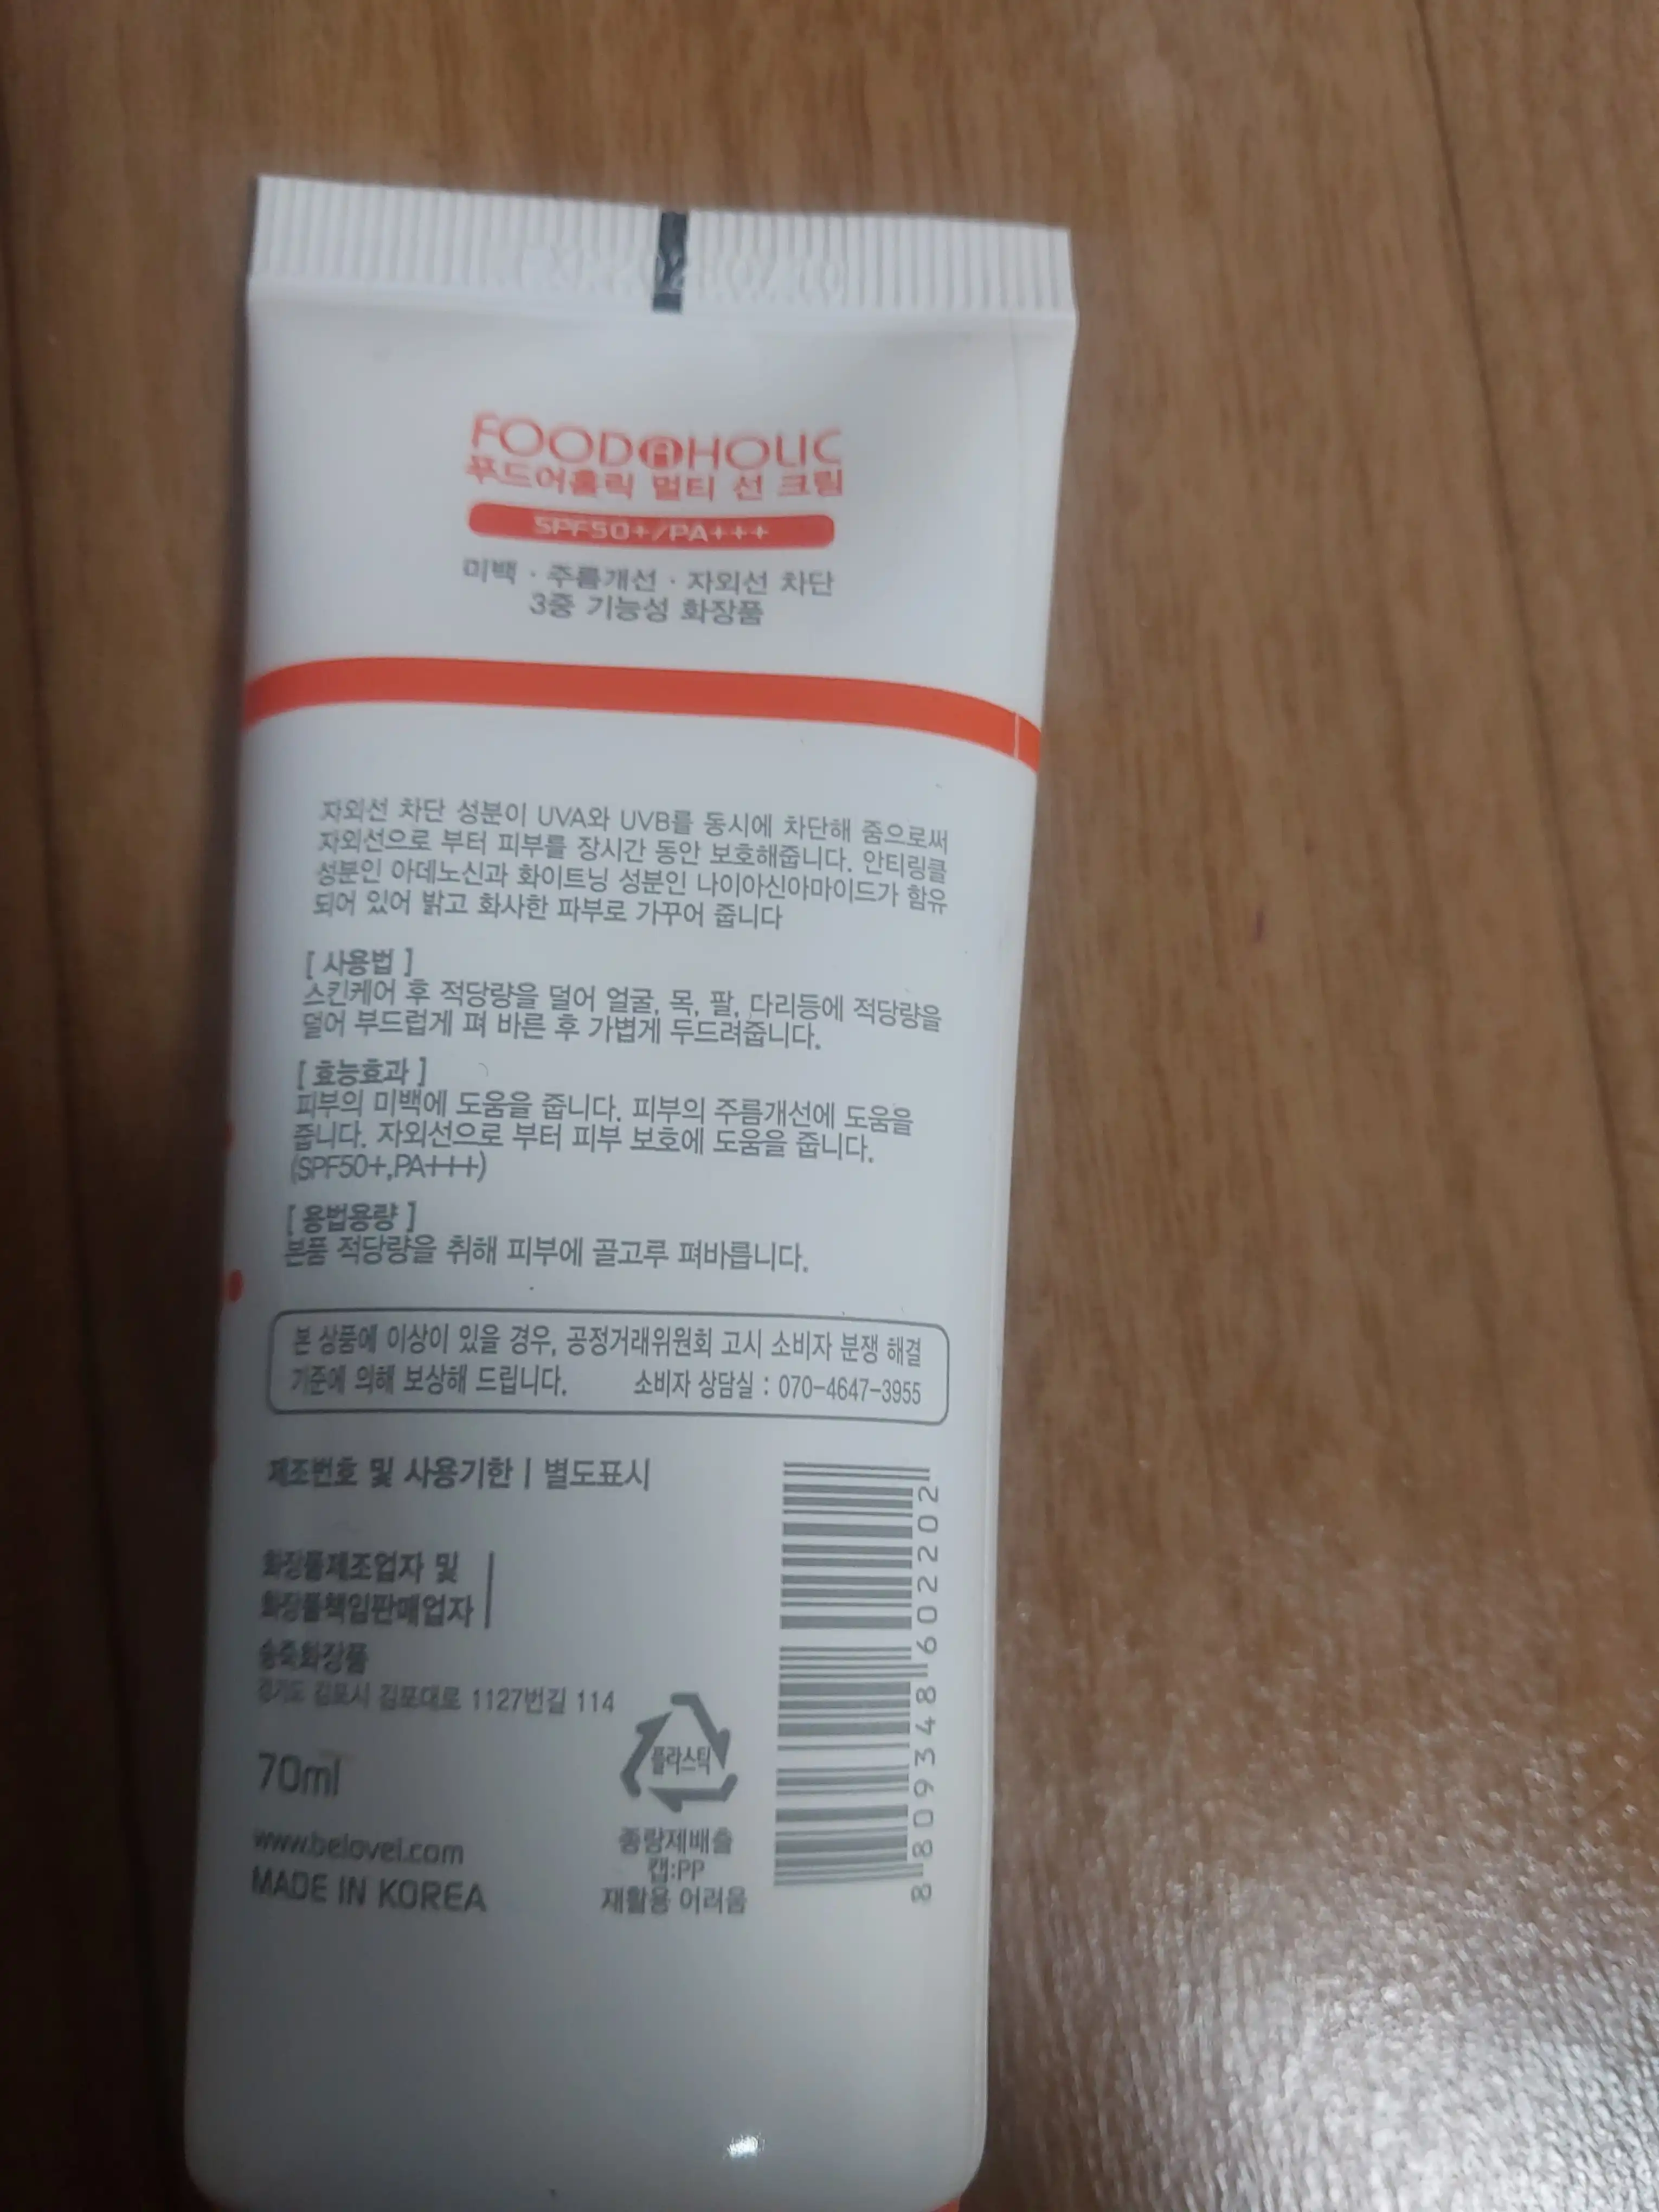 FOODAHOLIC
푸드어홀릭 멀티 선 크림
SPF50+/PA+++
미백 · 주름개선 · 자외선 차단
3중 기능성 화장품
자외선 차단 성분이 UVA와 UVB를 동시에 차단해 줌으로써
자외선으로 부터 피부를 장시간 동안 보호해줍니다. 안티링클
성분인 아데노신과 화이트닝 성분인 나이아신아마이드가 함유
되어 있어 밝고 화사한 파부로 가꾸어 줍니다
[ 사용법 ]
스킨케어 후 적당량을 덜어 얼굴, 목, 팔, 다리등에 적당량을
덜어 부드럽게 펴 바른 후 가볍게 두드려줍니다.
[ 효능효과 ]
피부의 미백에 도움을 줍니다. 피부의 주름개선에 도움을
줍니다. 자외선으로 부터 피부 보호에 도움을 줍니다.
(SPF50+,PA+++)
[ 용법용량 ]
본품 적당량을 취해 피부에 골고루 펴바릅니다.
본 상품에 이상이 있을 경우, 공정거래위원회 고시 소비자 분쟁 해결
기준에 의해 보상해 드립니다. 소비자 상담실 : 070-4647-3955
제조번호 및 사용기한 | 별도표시
화장품제조업자 및
화장품책임판매업자
송죽화장품
경기도 김포시 김포대로 1127번길 114
70ml
www.belovei.com
MADE IN KOREA
플라스틱
종량제배출
캡:PP
재활용 어려움
8809348602202